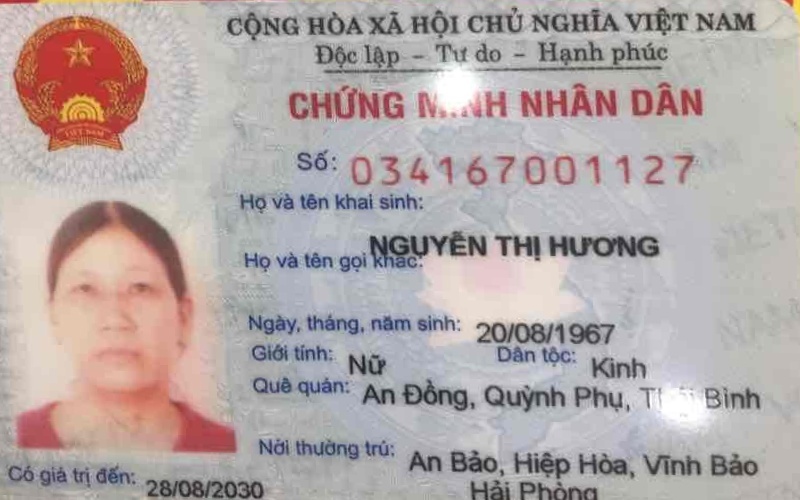 CỘNG HÒA XÃ HỘI CHỦ NGHĨA VIỆT NAM
Độc lập – Tự do – Hạnh phúc
CHỨNG MINH NHÂN DÂN
Số: 034167001127
Họ và tên khai sinh:
NGUYỄN THỊ HƯƠNG
Họ và tên gọi khác:
Ngày, tháng, năm sinh: 20/08/1967
Giới tính: Nữ Dân tộc: Kinh
Quê quán: An Đồng, Quỳnh Phụ, Thái Bình
Nơi thường trú: An Bảo, Hiệp Hòa, Vĩnh Bảo
Hải Phòng
Có giá trị đến: 28/08/2030
VIỆT NAM